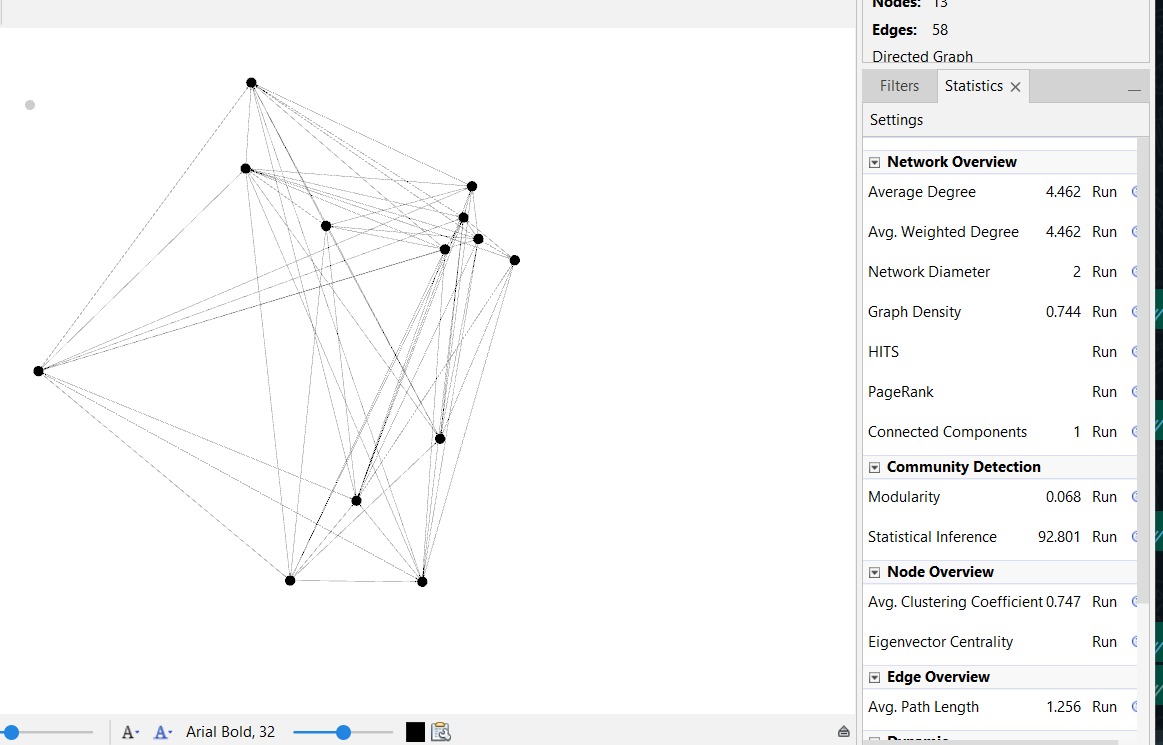 Nodes: 13
Edges: 58
Directed Graph
Filters
Statistics
Settings
Network Overview
Average Degree 4.462 Run
Avg. Weighted Degree 4.462 Run
Network Diameter 2 Run
Graph Density 0.744 Run
HITS Run
PageRank Run
Connected Components 1 Run
Community Detection
Modularity 0.068 Run
Statistical Inference 92.801 Run
Node Overview
Avg. Clustering Coefficient 0.747 Run
Eigenvector Centrality Run
Edge Overview
Avg. Path Length 1.256 Run
Dynamic
A A Arial Bold, 32